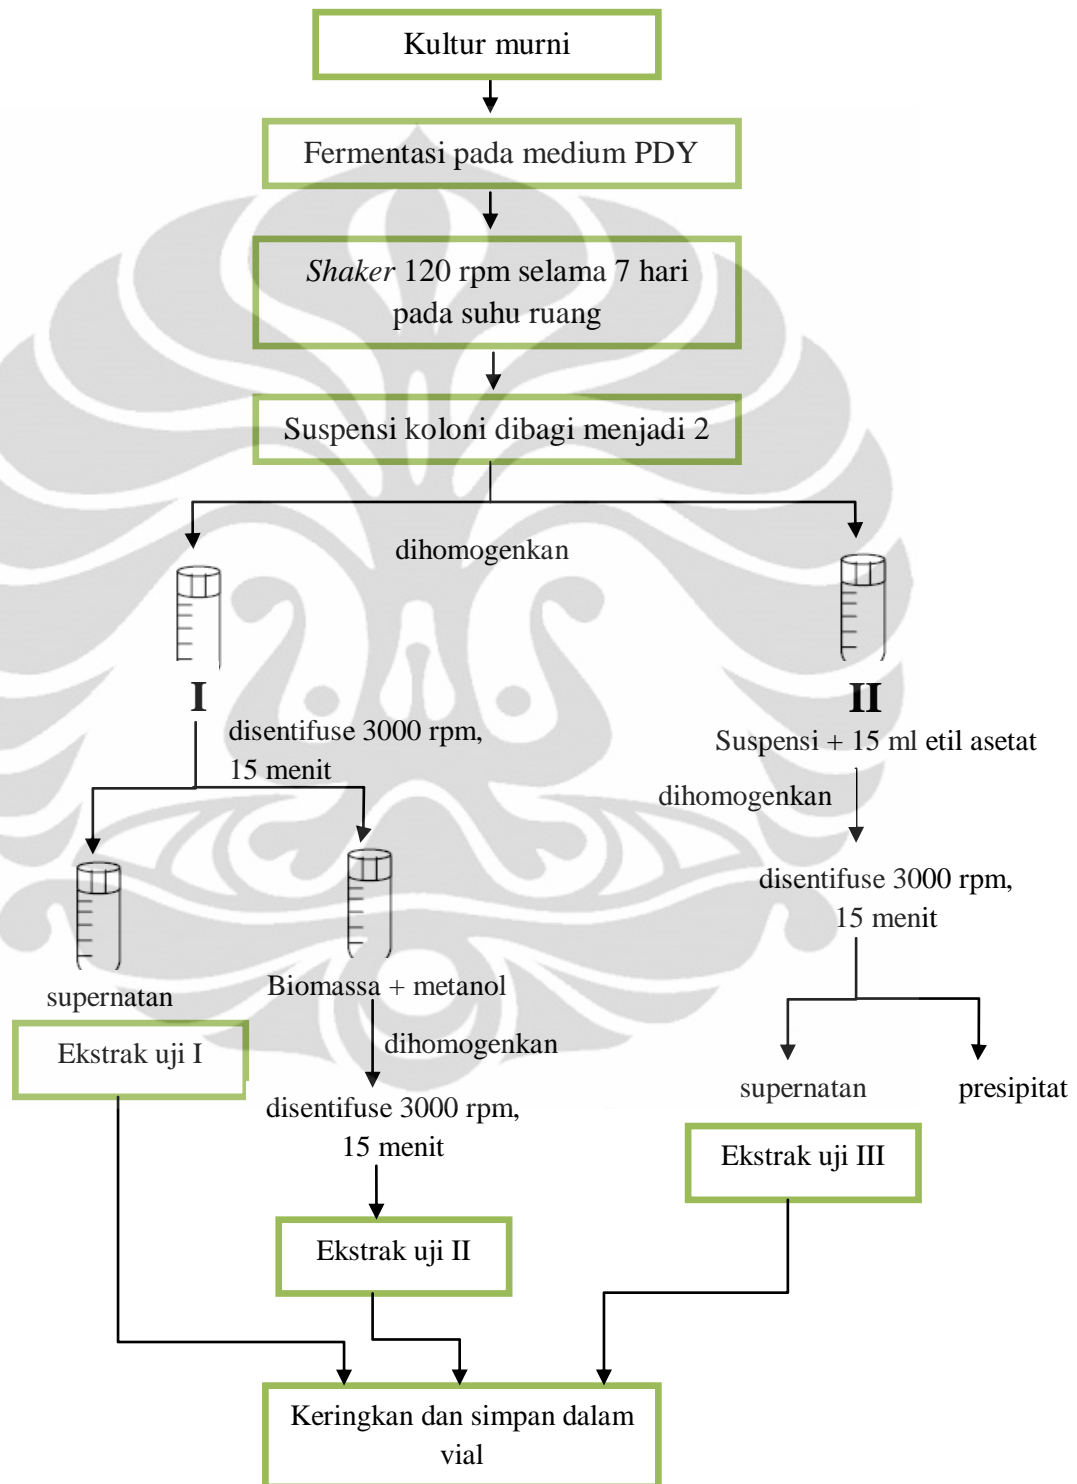 Kultur murni
Fermentasi pada medium PDY
Shaker 120 rpm selama 7 hari
pada suhu ruang
Suspensi koloni dibagi menjadi 2
dihomogenkan
I
II
disentifuse 3000 rpm,
15 menit
Suspensi + 15 ml etil asetat
dihomogenkan
disentifuse 3000 rpm,
15 menit
supernatan
Biomassa + metanol
Ekstrak uji I
dihomogenkan
disentifuse 3000 rpm,
15 menit
supernatan
presipitat
Ekstrak uji III
Ekstrak uji II
Keringkan dan simpan dalam
vial